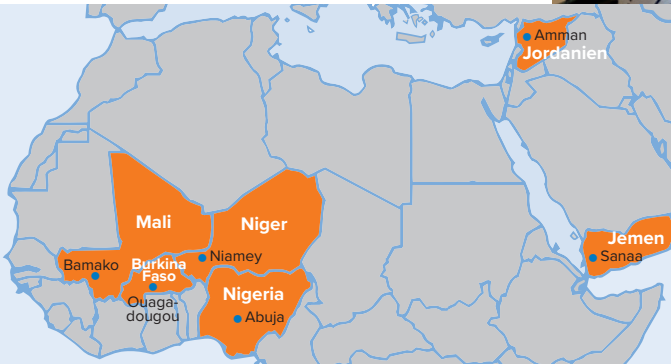 Amman
Jordanien
Mali
Niger
Jemen
Sanaa
Bamako
Burkina
Faso
Niamey
Ouaga-
dougou
Nigeria
Abuja